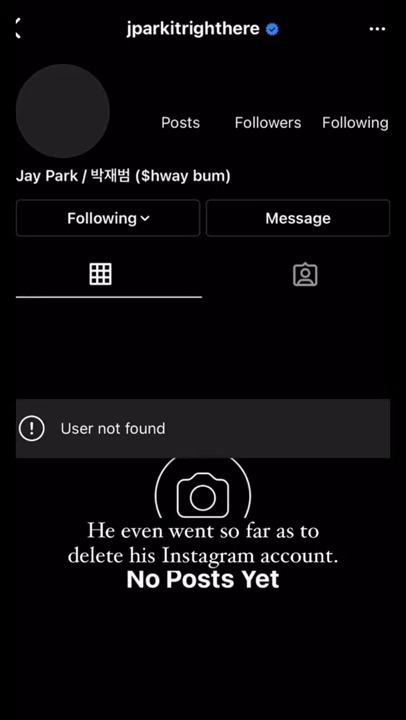 jparkitrighthere
Posts Followers Following
Jay Park / 박재범 ($hway bum)
Following Message
User not found
He even went so far as to
delete his Instagram account.
No Posts Yet